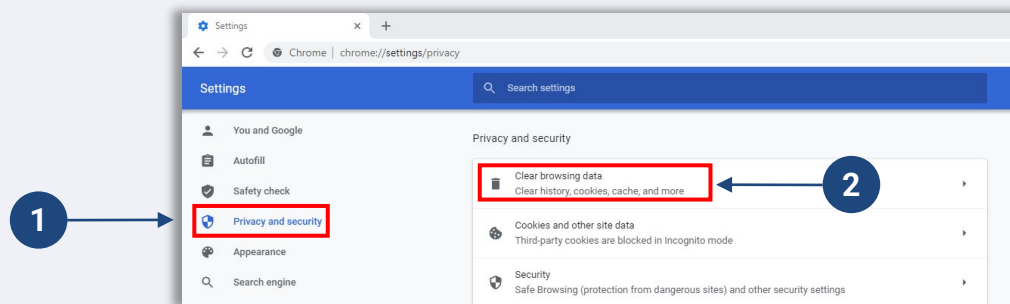 Settings
Chrome | chrome://settings/privacy
Settings
Search settings
You and Google
Autofill
Safety check
1
Privacy and security
Appearance
Search engine
Privacy and security
Clear browsing data
Clear history, cookies, cache, and more
2
Cookies and other site data
Third-party cookies are blocked in Incognito mode
Security
Safe Browsing (protection from dangerous sites) and other security settings